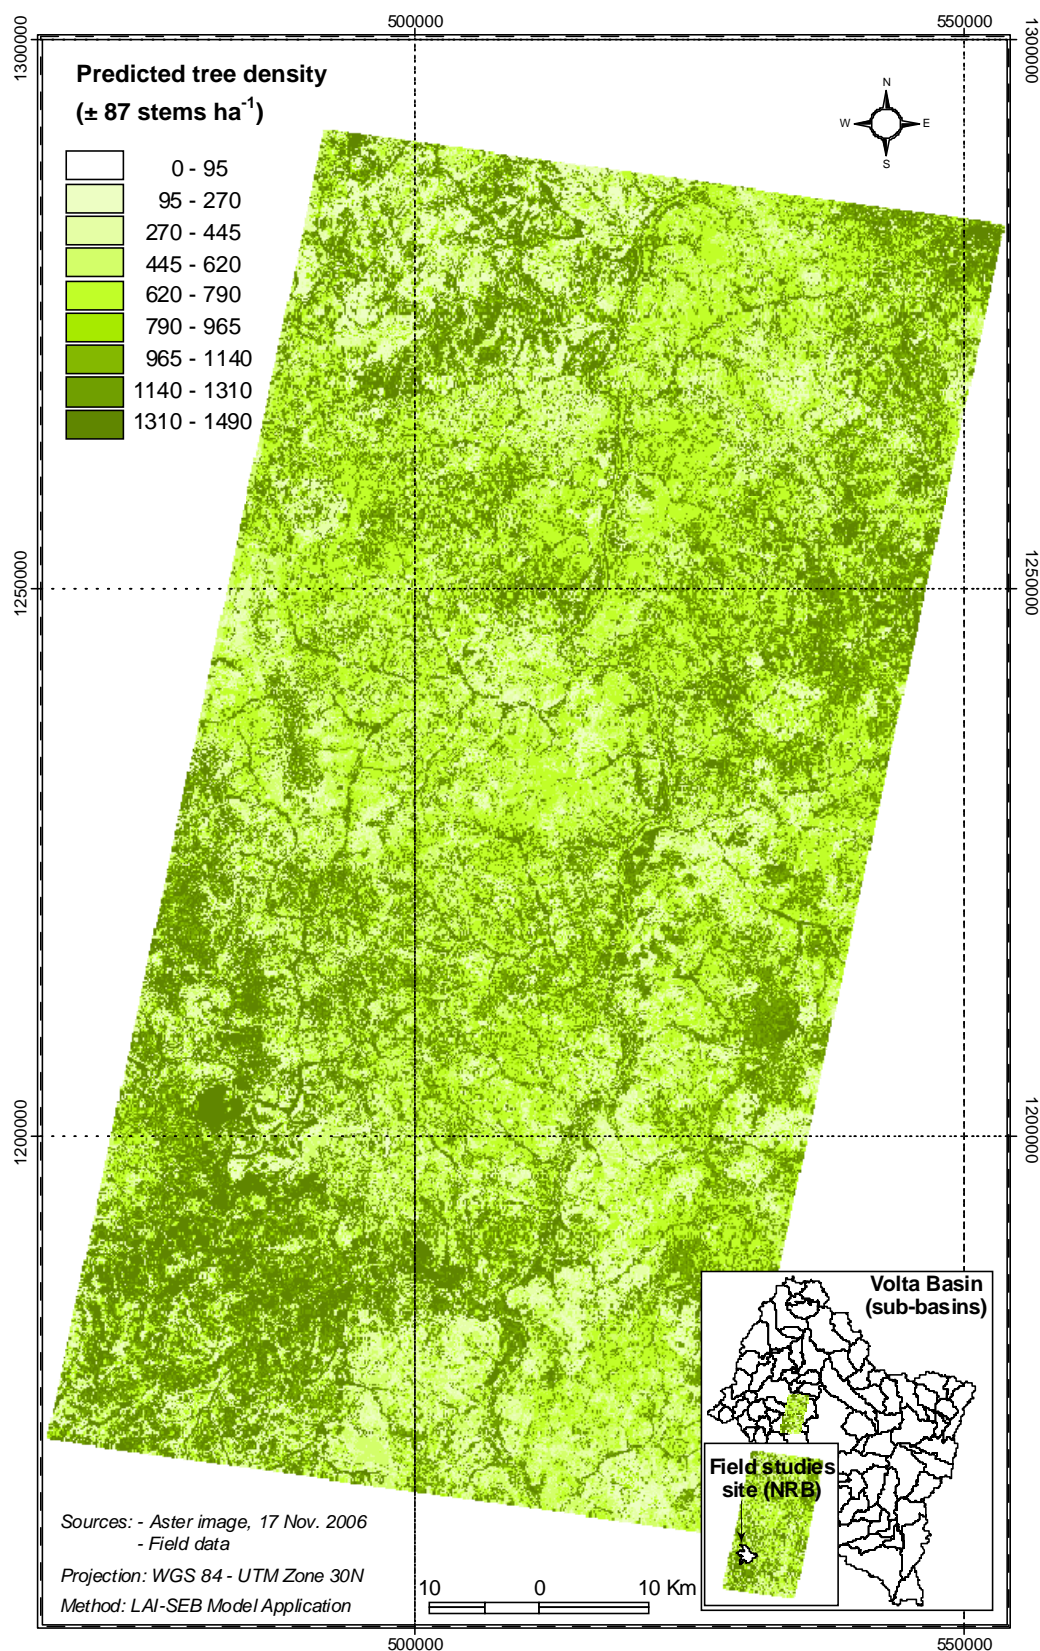 500000
550000
1300000
1300000
Predicted tree density
(± 87 stems ha-1)
N
W
E
S
0 - 95
95 - 270
270 - 445
445 - 620
620 - 790
790 - 965
965 - 1140
1140 - 1310
1310 - 1490
1250000
1250000
1200000
1200000
Volta Basin
(sub-basins)
Field studies
site (NRB)
Sources: - Aster image, 17 Nov. 2006
- Field data
Projection: WGS 84 - UTM Zone 30N
Method: LAI-SEB Model Application
10 0 10 Km
500000
550000